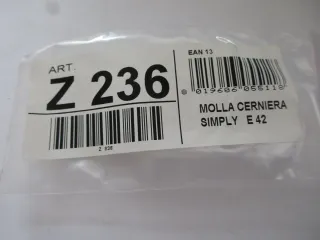 ART.
Z 236
EAN 13
MOLLA CERNIERA
SIMPLY E 42